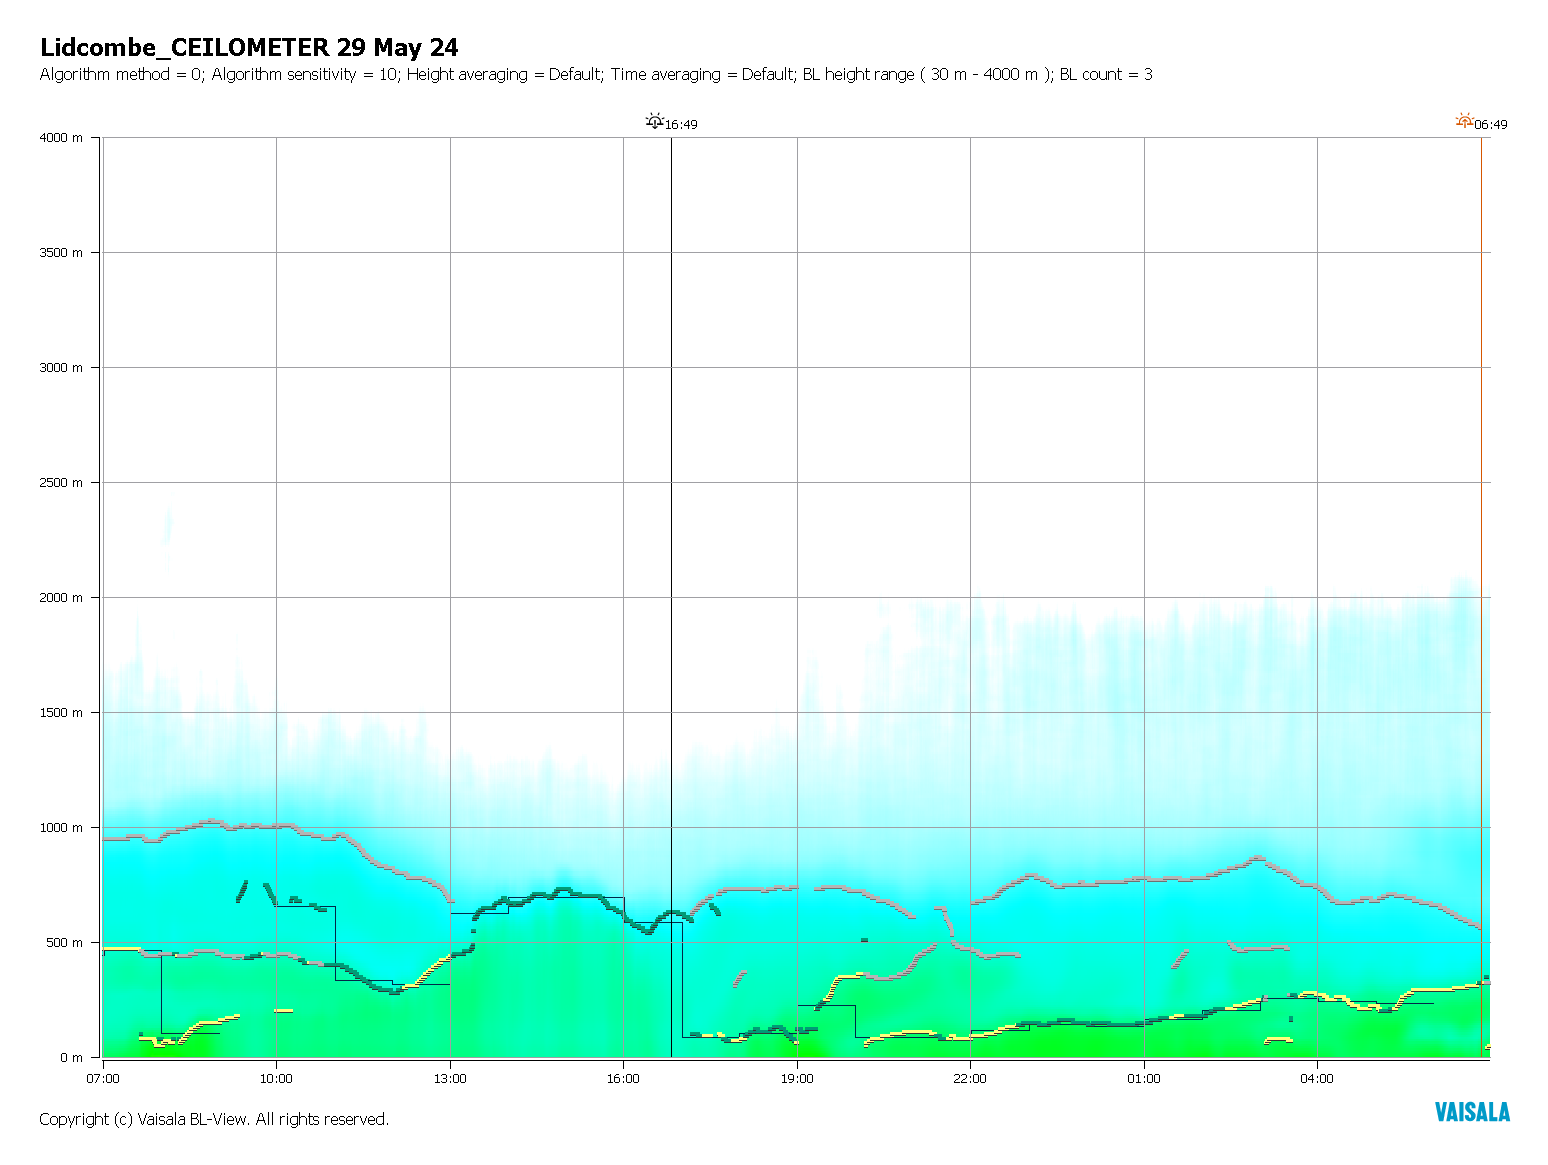 Lidcombe_CEILOMETER 29 May 24
Algorithm method = 0; Algorithm sensitivity = 10; Height averaging = Default; Time averaging = Default; BL height range ( 30 m - 4000 m ); BL count = 3
16:49
06:49
4000 m
3500 m
3000 m
2500 m
2000 m
1500 m
1000 m
500 m
0 m
07:00
10:00
13:00
16:00
19:00
22:00
01:00
04:00
Copyright (c) Vaisala BL-View. All rights reserved.
VAISALA